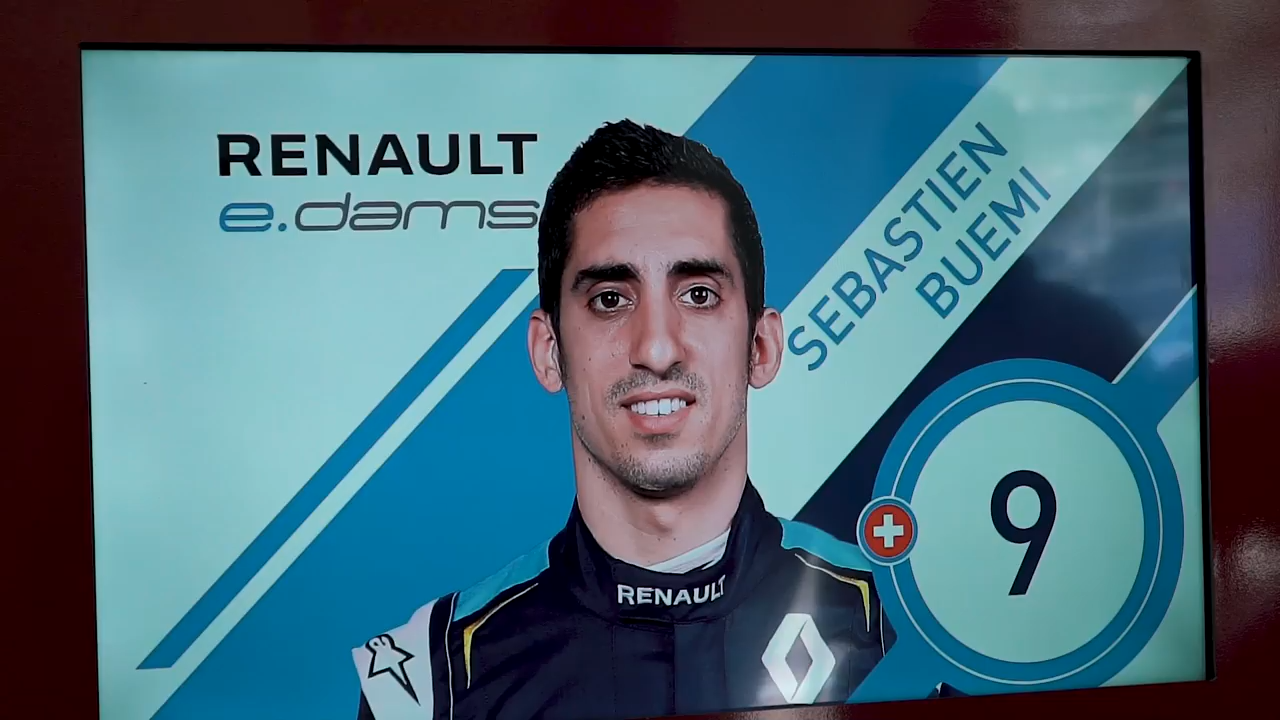 RENAULT
e.dams
SEBASTIEN
BUEMI
9
RENAULT